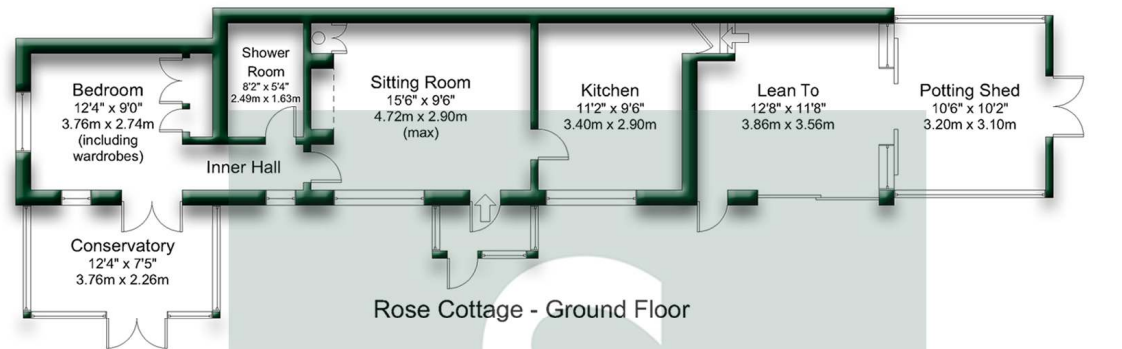 Bedroom
12'4" x 9'0"
3.76m x 2.74m
(including
wardrobes)
Shower
Room
8'2" x 5'4"
2.49m x 1.63m
Inner Hall
Sitting Room
15'6" x 9'6"
4.72m x 2.90m
(max)
Kitchen
11'2" x 9'6"
3.40m x 2.90m
Lean To
12'8" x 11'8"
3.86m x 3.56m
Potting Shed
10'6" x 10'2"
3.20m x 3.10m
Conservatory
12'4" x 7'5"
3.76m x 2.26m
Rose Cottage - Ground Floor